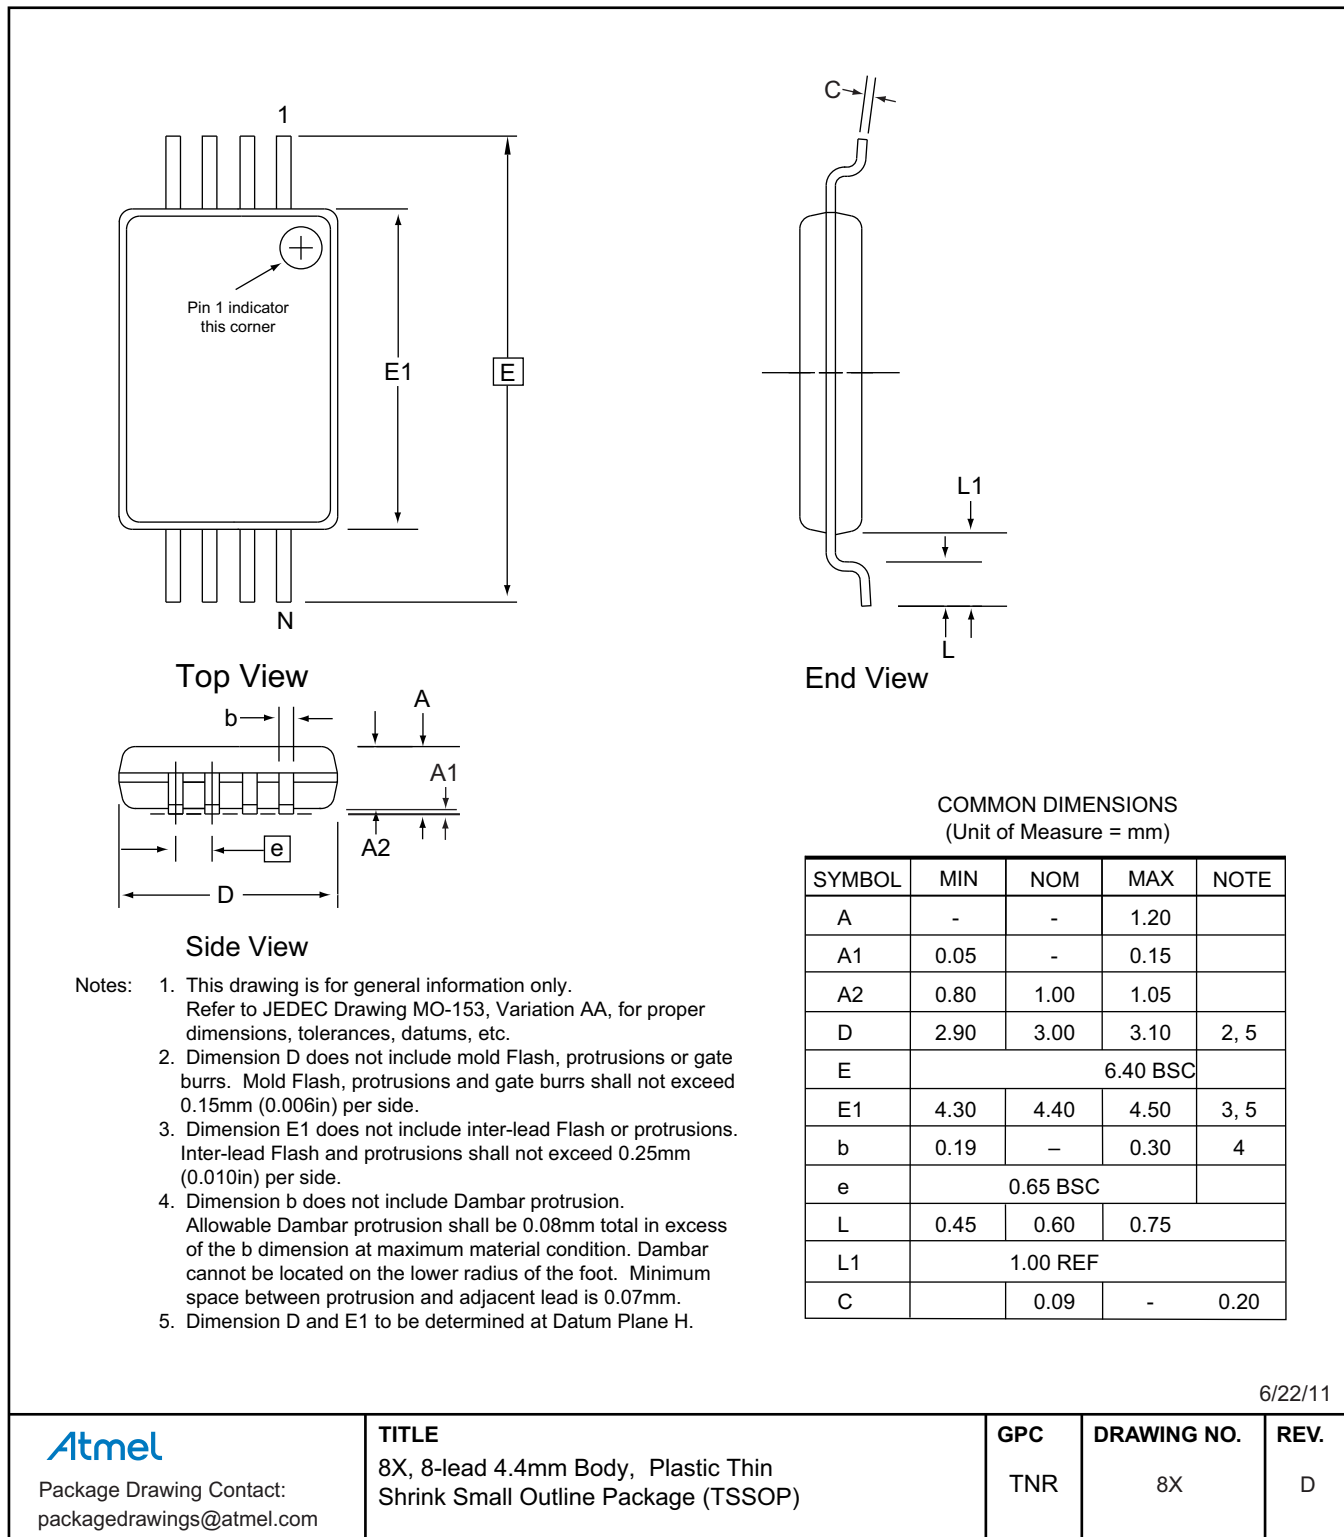 1
Pin 1 indicator
this corner
E1
E
N
Top View
C
L1
L
End View
b
A
A1
A2
e
D
Side View
COMMON DIMENSIONS
(Unit of Measure = mm)
SYMBOL MIN NOM MAX NOTE
A - - 1.20
A1 0.05 - 0.15
A2 0.80 1.00 1.05
D 2.90 3.00 3.10 2, 5
E 6.40 BSC
E1 4.30 4.40 4.50 3, 5
b 0.19 – 0.30 4
e 0.65 BSC
L 0.45 0.60 0.75
L1 1.00 REF
C 0.09 - 0.20
Notes: 1. This drawing is for general information only.
Refer to JEDEC Drawing MO-153, Variation AA, for proper
dimensions, tolerances, datums, etc.
2. Dimension D does not include mold Flash, protrusions or gate
burrs. Mold Flash, protrusions and gate burrs shall not exceed
0.15mm (0.006in) per side.
3. Dimension E1 does not include inter-lead Flash or protrusions.
Inter-lead Flash and protrusions shall not exceed 0.25mm
(0.010in) per side.
4. Dimension b does not include Dambar protrusion.
Allowable Dambar protrusion shall be 0.08mm total in excess
of the b dimension at maximum material condition. Dambar
cannot be located on the lower radius of the foot. Minimum
space between protrusion and adjacent lead is 0.07mm.
5. Dimension D and E1 to be determined at Datum Plane H.
6/22/11
Atmel
Package Drawing Contact:
packagedrawings@atmel.com
TITLE
8X, 8-lead 4.4mm Body, Plastic Thin
Shrink Small Outline Package (TSSOP)
GPC
TNR
DRAWING NO.
8X
REV.
D